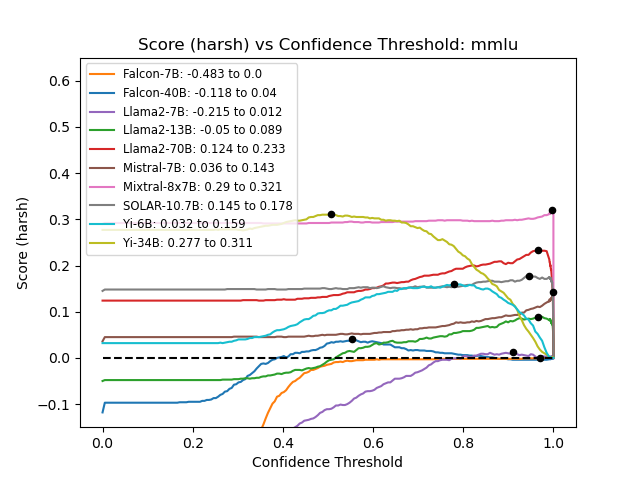 Score (harsh) vs Confidence Threshold: mmlu
Score (harsh)
0.6
0.5
0.4
0.3
0.2
0.1
0.0
−0.1
Falcon-7B: -0.483 to 0.0
Falcon-40B: -0.118 to 0.04
Llama2-7B: -0.215 to 0.012
Llama2-13B: -0.05 to 0.089
Llama2-70B: 0.124 to 0.233
Mistral-7B: 0.036 to 0.143
Mixtral-8x7B: 0.29 to 0.321
SOLAR-10.7B: 0.145 to 0.178
Yi-6B: 0.032 to 0.159
Yi-34B: 0.277 to 0.311
0.0 0.2 0.4 0.6 0.8 1.0
Confidence Threshold